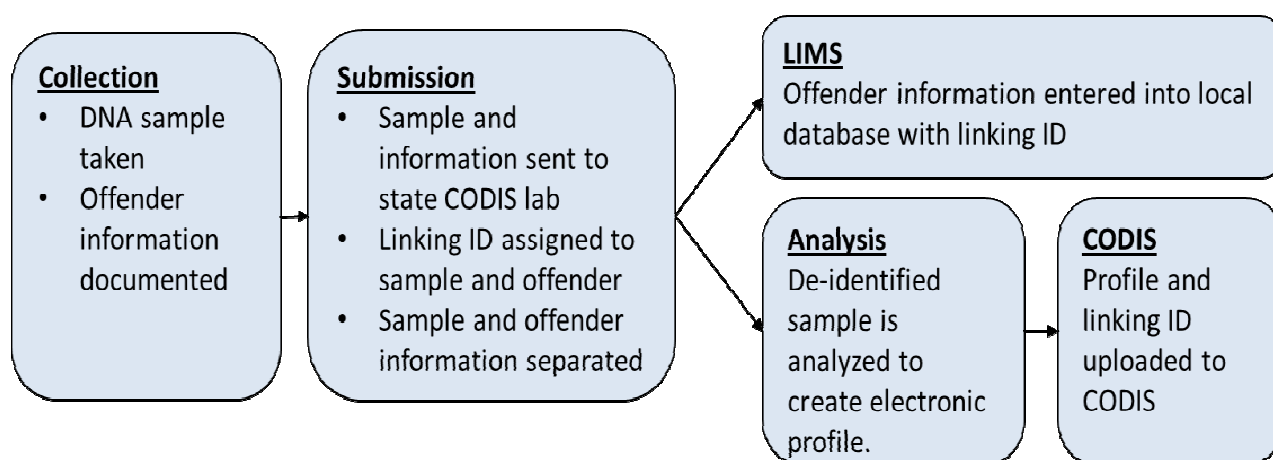 Collection
• DNA sample
taken
• Offender
information
documented
Submission
• Sample and
information sent to
state CODIS lab
• Linking ID assigned to
sample and offender
• Sample and offender
information separated
LIMS
Offender information entered into local
database with linking ID
Analysis
De-identified
sample is
analyzed to
create electronic
profile.
CODIS
Profile and
linking ID
uploaded to
CODIS